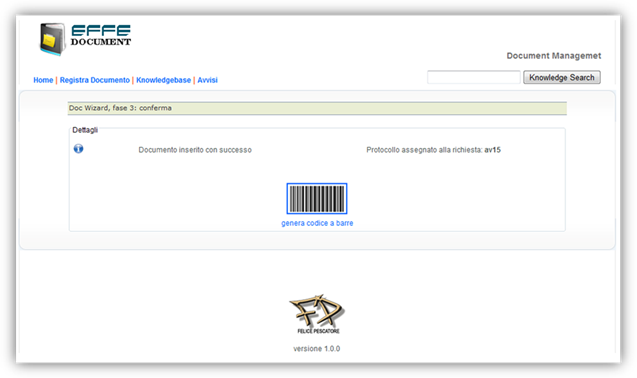 EFFE
DOCUMENT
Document Managemet
Home | Registra Documento | Knowledgebase | Avvisi
Knowledge Search
Doc Wizard, fase 3: conferma
Dettagli
Documento inserito con successo
Protocollo assegnato alla richiesta: av15
genera codice a barre
FP
FELICE PESCATORE
versione 1.0.0